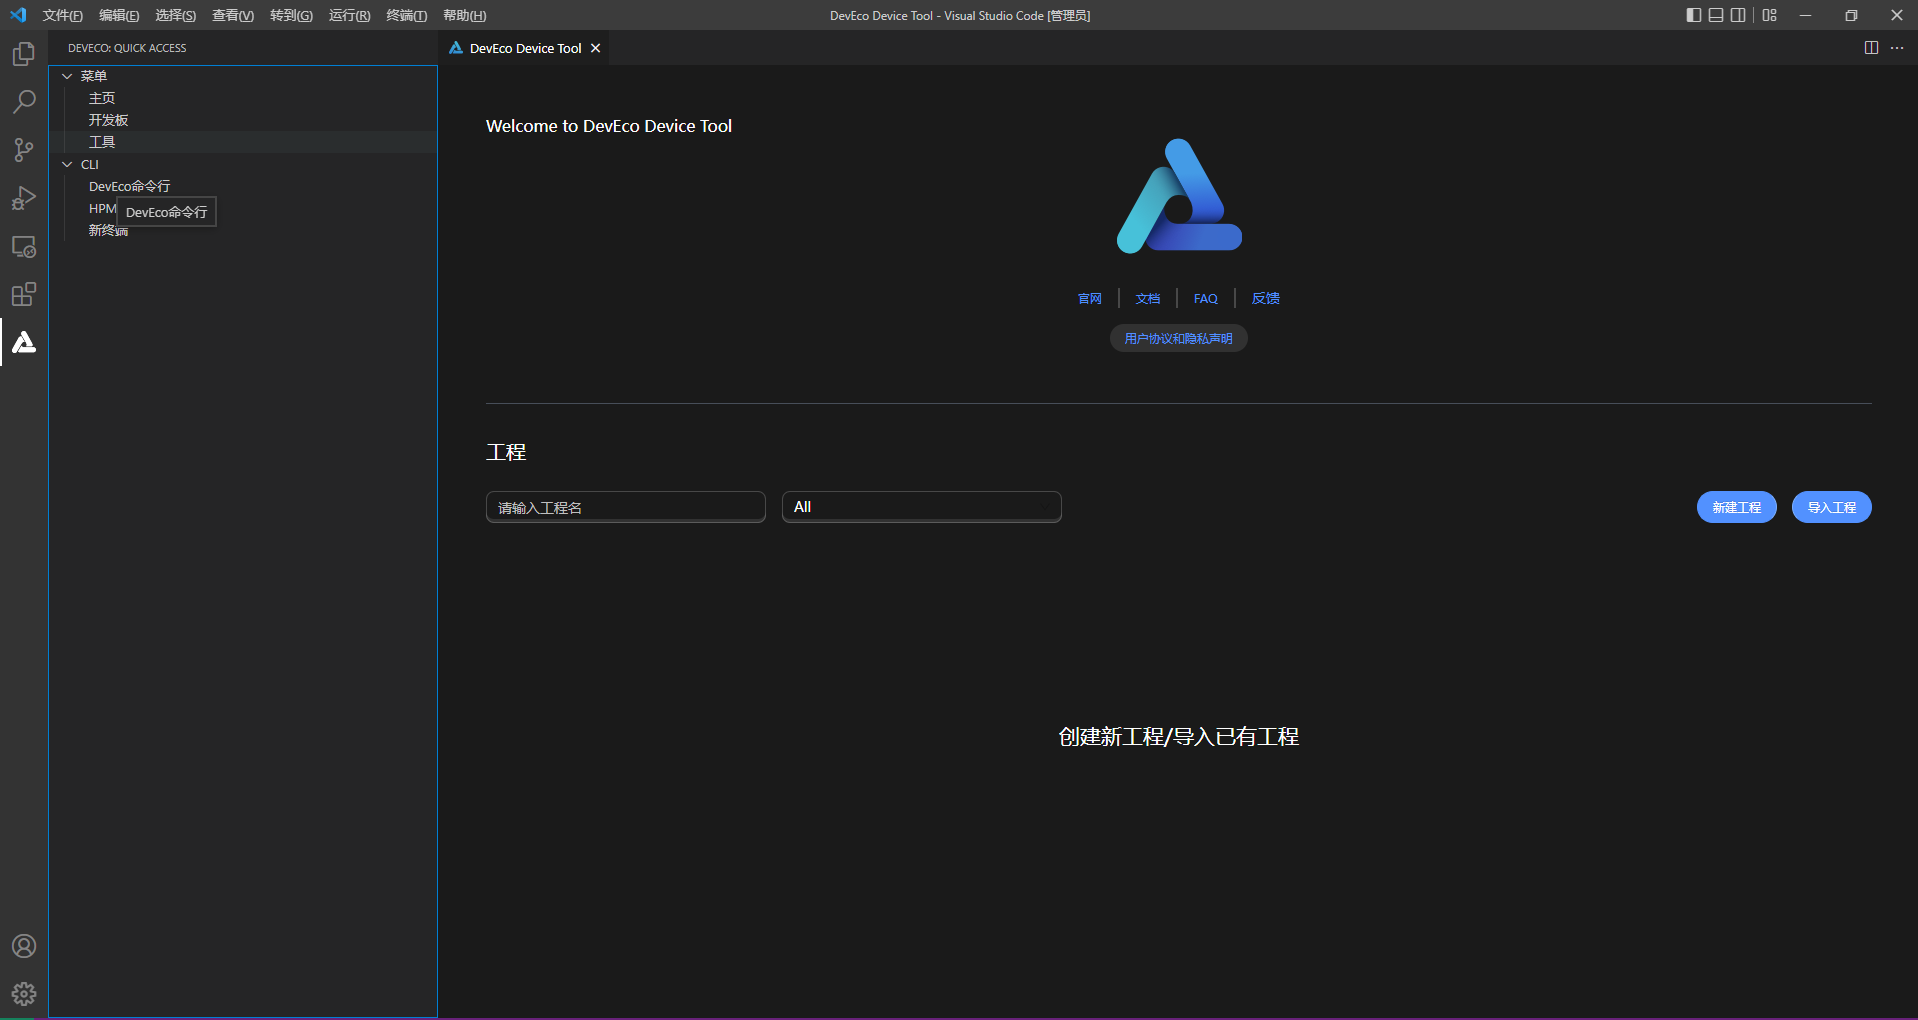 文件(F) 编辑(E) 选择(S) 查看(V) 转到(G) 运行(R) 终端(T) 帮助(H) DevEco Device Tool - Visual Studio Code [管理员]
DEVECO: QUICK ACCESS
DevEco Device Tool
菜单
主页
开发板
工具
CLI
DevEco命令行
HPM
DevEco命令行
新终端
Welcome to DevEco Device Tool
官网 文档 FAQ 反馈
用户协议和隐私声明
工程
请输入工程名 All 新建工程 导入工程
创建新工程/导入已有工程